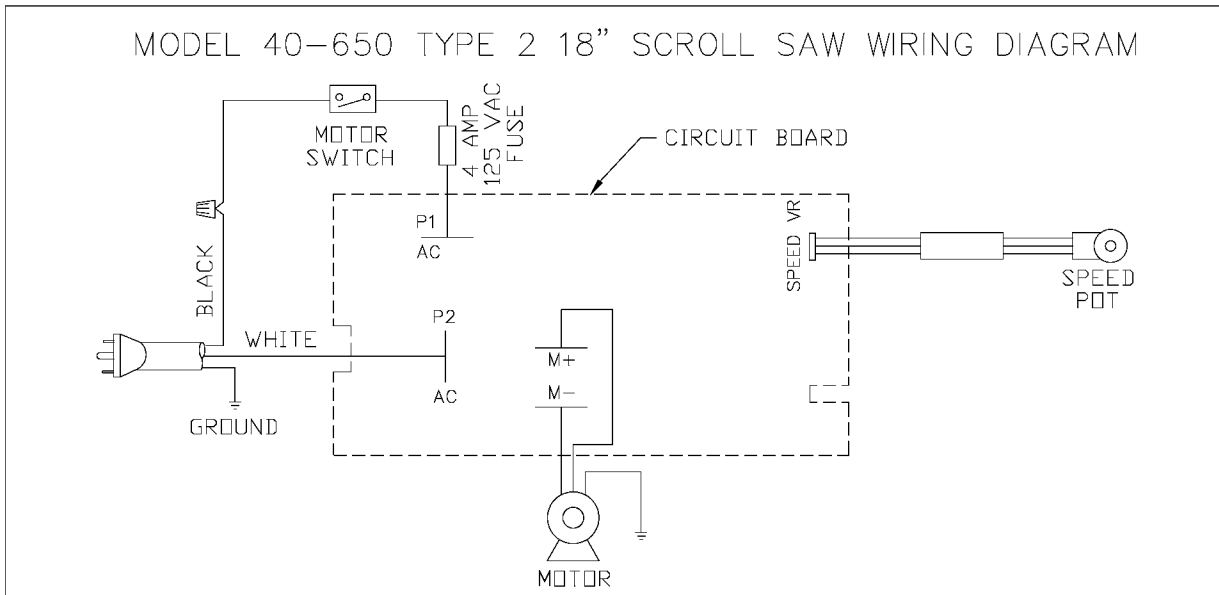 MODEL 40-650 TYPE 2 18” SCROLL SAW WIRING DIAGRAM
MOTOR
SWITCH
4 AMP
125 VAC
FUSE
CIRCUIT BOARD
P1
AC
SPEED VR
SPEED
POT
BLACK
WHITE
P2
AC
GROUND
M+
M-
MOTOR